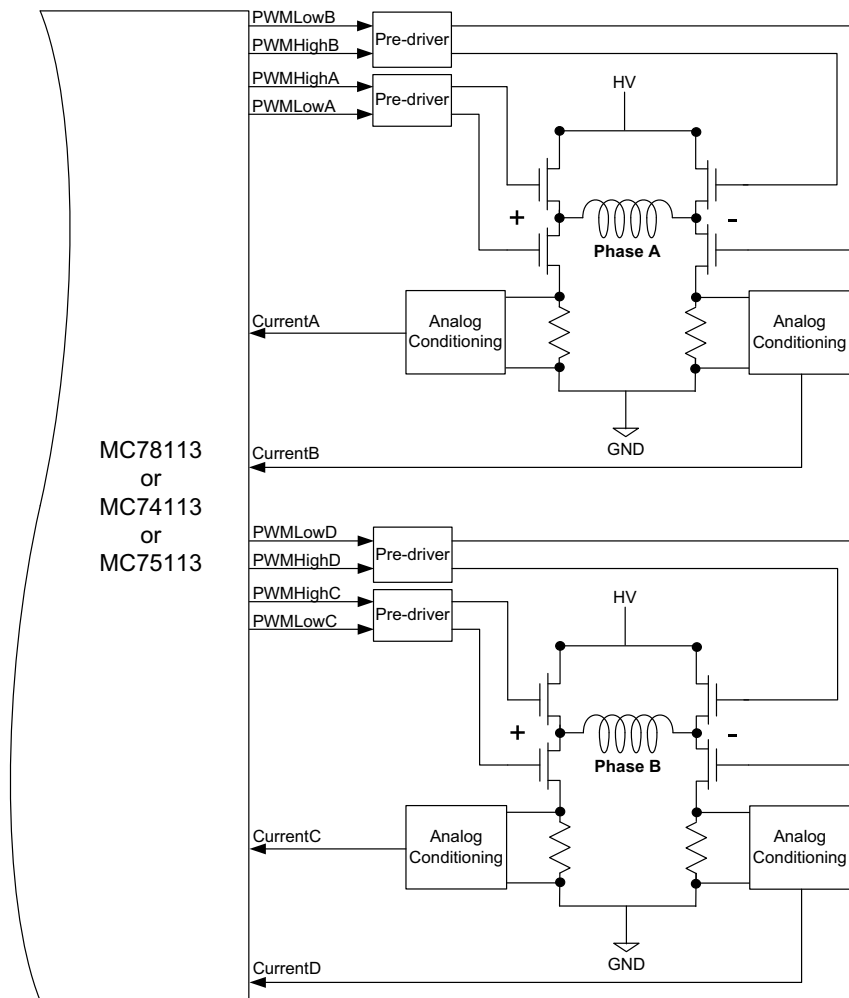 PWMLowB
PWMHighB
Pre-driver
PWMHighA
PWMLowA
Pre-driver
HV
+
-
Phase A
CurrentA
Analog
Conditioning
Analog
Conditioning
GND
CurrentB
MC78113
or
MC74113
or
MC75113
PWMLowD
PWMHighD
Pre-driver
PWMHighC
PWMLowC
Pre-driver
HV
+
-
Phase B
CurrentC
Analog
Conditioning
Analog
Conditioning
GND
CurrentD